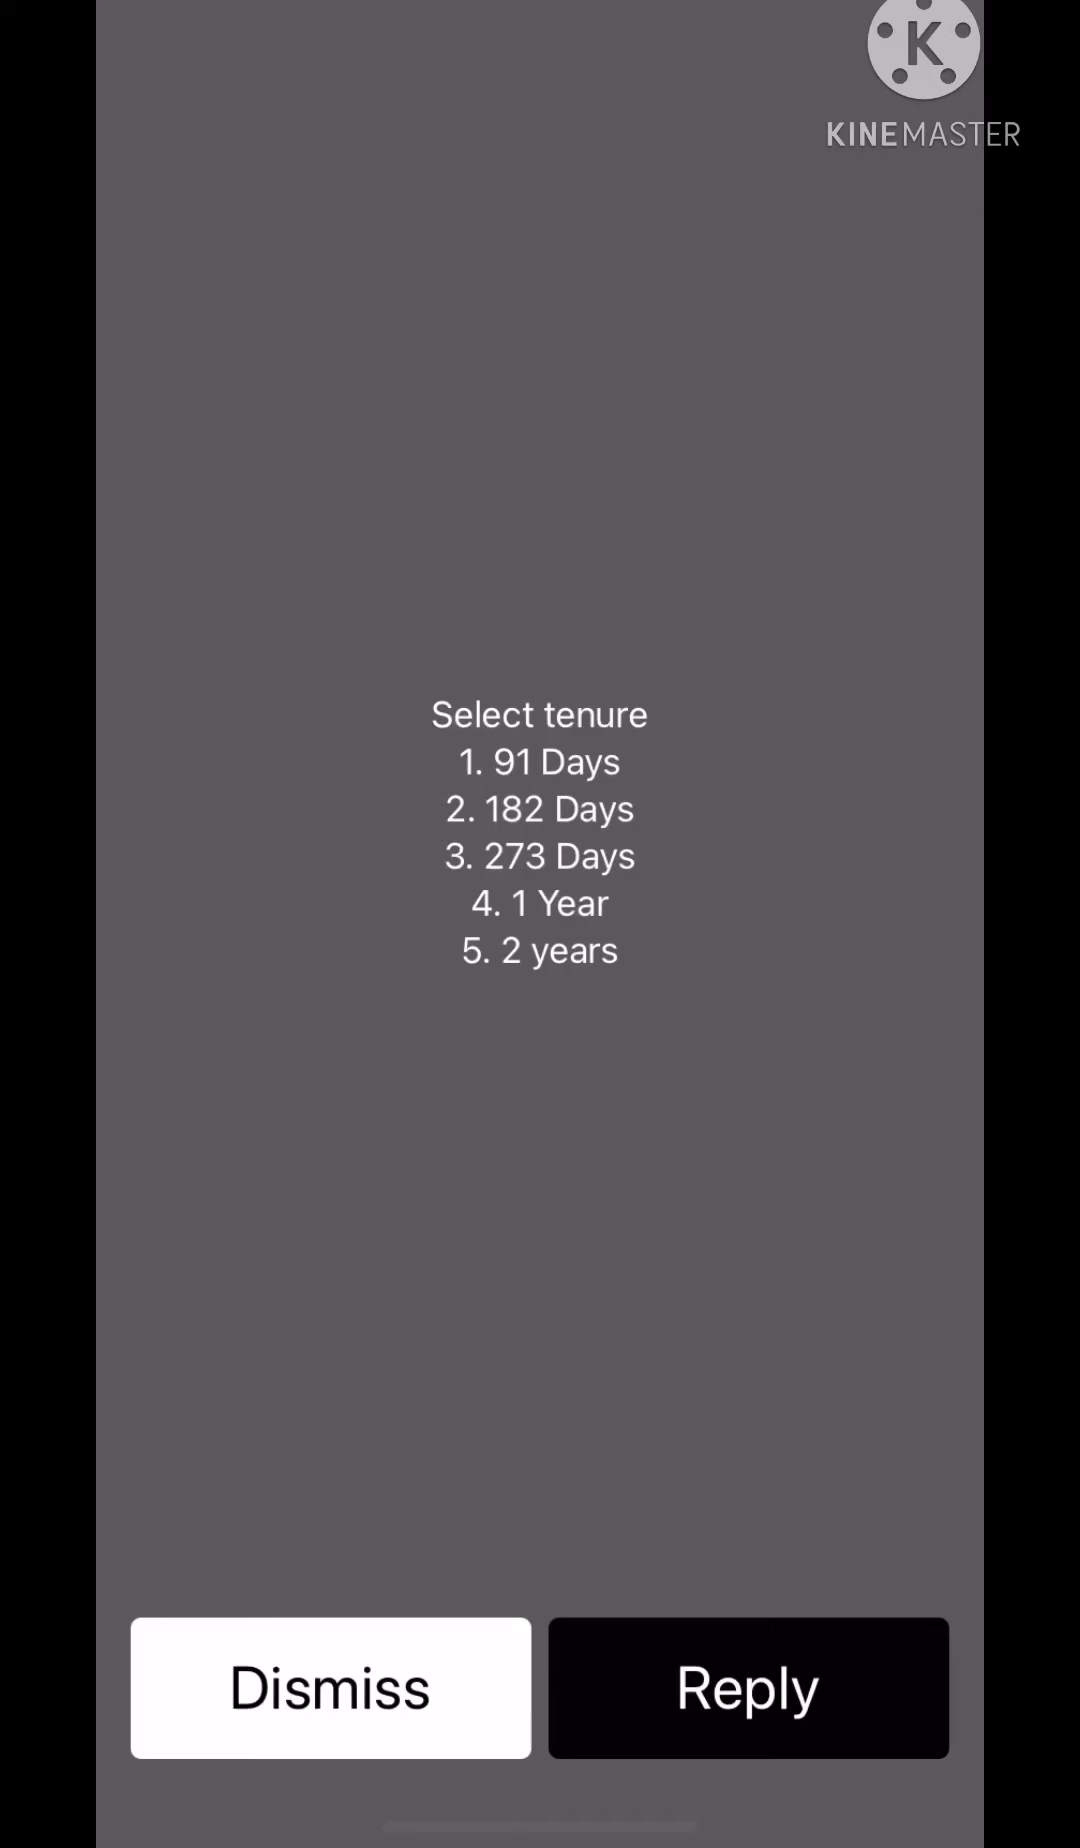 K
KINEMASTER
Select tenure
1. 91 Days
2. 182 Days
3. 273 Days
4. 1 Year
5. 2 years
Dismiss
Reply